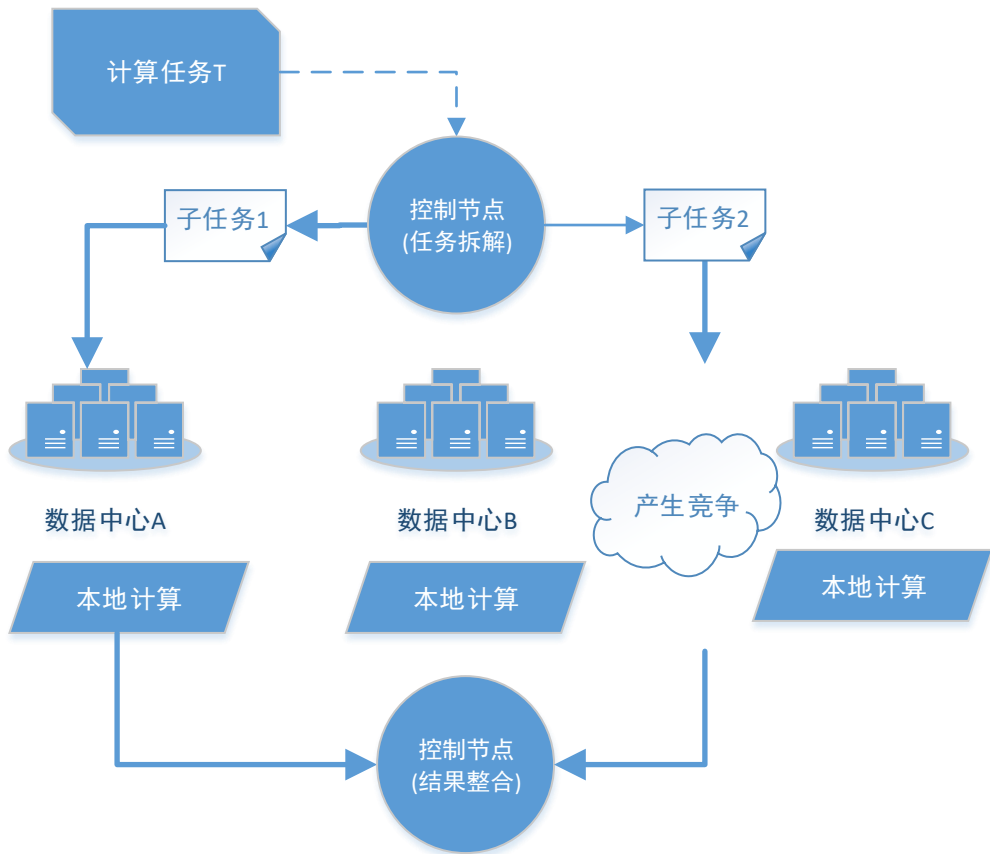 计算任务T
控制节点
(任务拆解)
子任务1
子任务2
产生竞争
数据中心A
数据中心B
数据中心C
本地计算
本地计算
本地计算
控制节点
(结果整合)